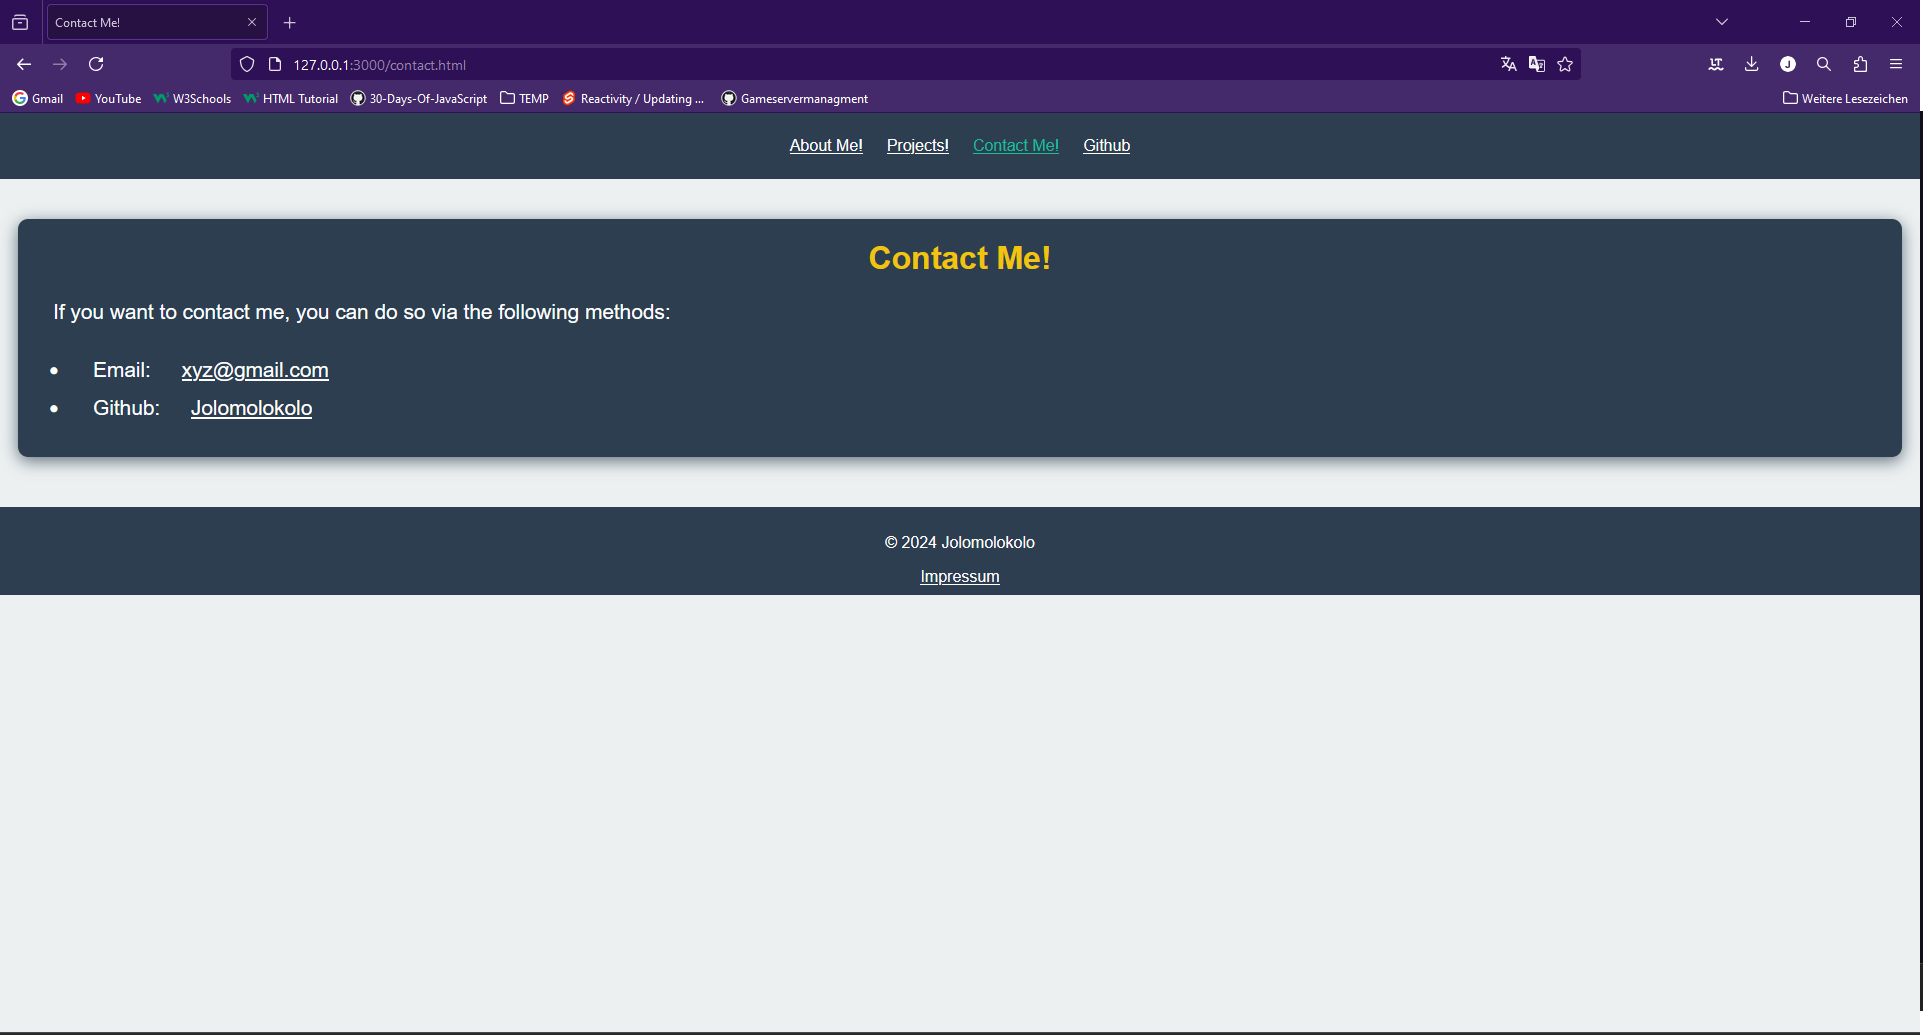 Contact Me!
127.0.0.1:3000/contact.html
Gmail YouTube W3Schools HTML Tutorial 30-Days-Of-JavaScript TEMP Reactivity / Updating ... Gameservermanagment Weitere Lesezeichen
About Me! Projects! Contact Me! Github
Contact Me!
If you want to contact me, you can do so via the following methods:
• Email: xyz@gmail.com
• Github: Jolomolokolo
© 2024 Jolomolokolo
Impressum